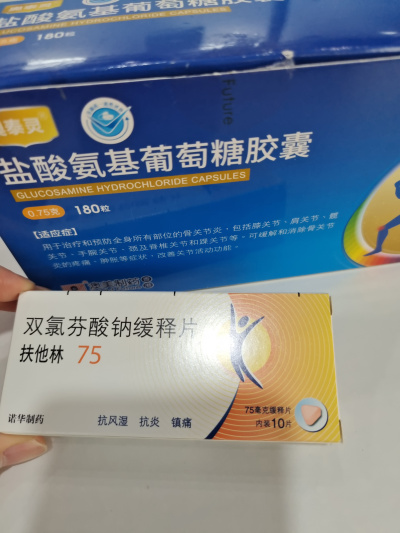 180粒
盐酸氨基葡萄糖胶囊
CAPSULES
future
泰灵
盐酸氨基葡萄糖胶囊
GLUCOSAMINE HYDROCHLORIDE CAPSULES
0.75克
180粒
【适应症】
用于治疗和预防全身所有部位的骨关节炎，包括膝关节、肩关节、髋
关节、手腕关节、颈及脊椎关节和踝关节等。可缓解和消除骨关节
炎的疼痛、肿胀等症状，改善关节活动功能。
双氯芬酸钠缓释片
扶他林 75
75毫克缓释片
内装10片
诺华制药
抗风湿 抗炎 镇痛